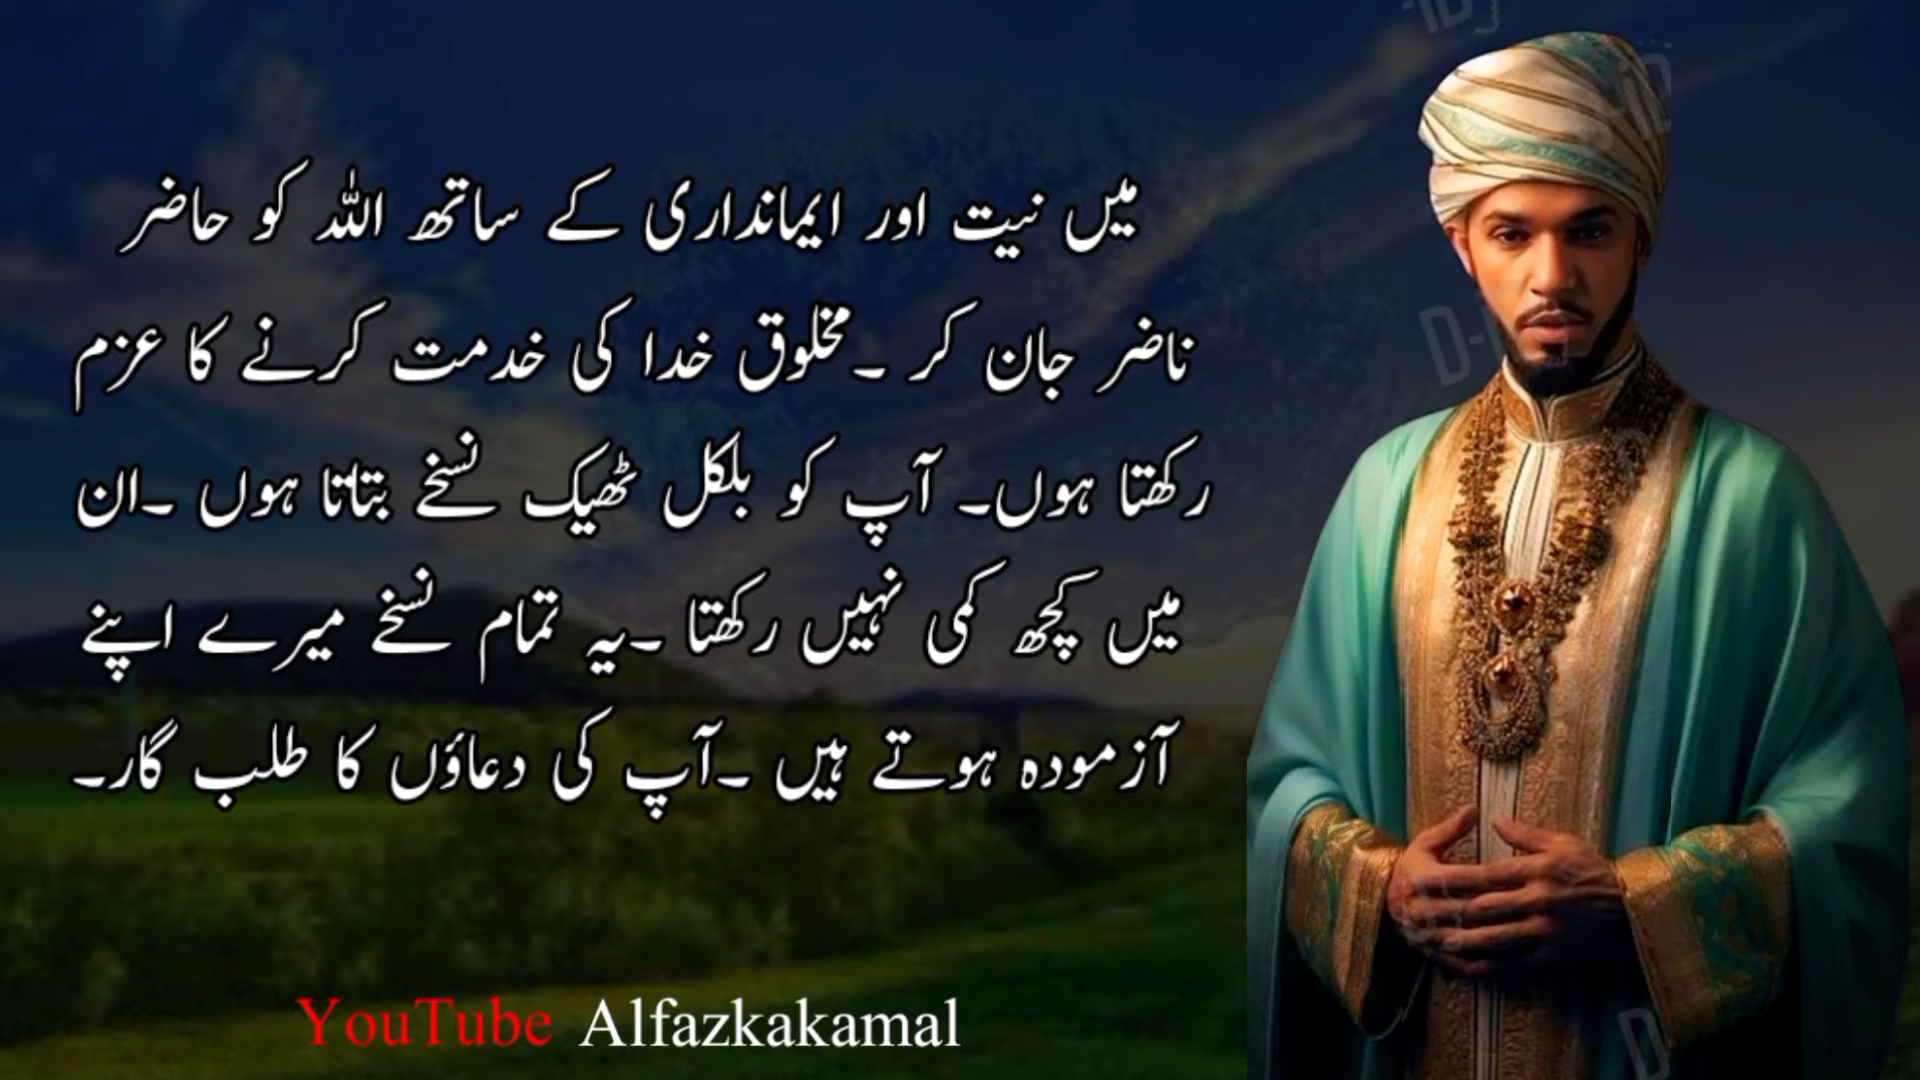 میں نیت اور ایمانداری کے ساتھ اللہ کو حاضر
ناضر جان کر ۔مخلوق خدا کی خدمت کرنے کا عزم
رکھتا ہوں۔ آپ کو بلکل ٹھیک نسخے بتاتا ہوں ۔ان
میں کچھ کمی نہیں رکھتا ۔یہ تمام نسخے میرے اپنے
آزمودہ ہوتے ہیں ۔آپ کی دعاؤں کا طلب گار۔
YouTube Alfazkakamal